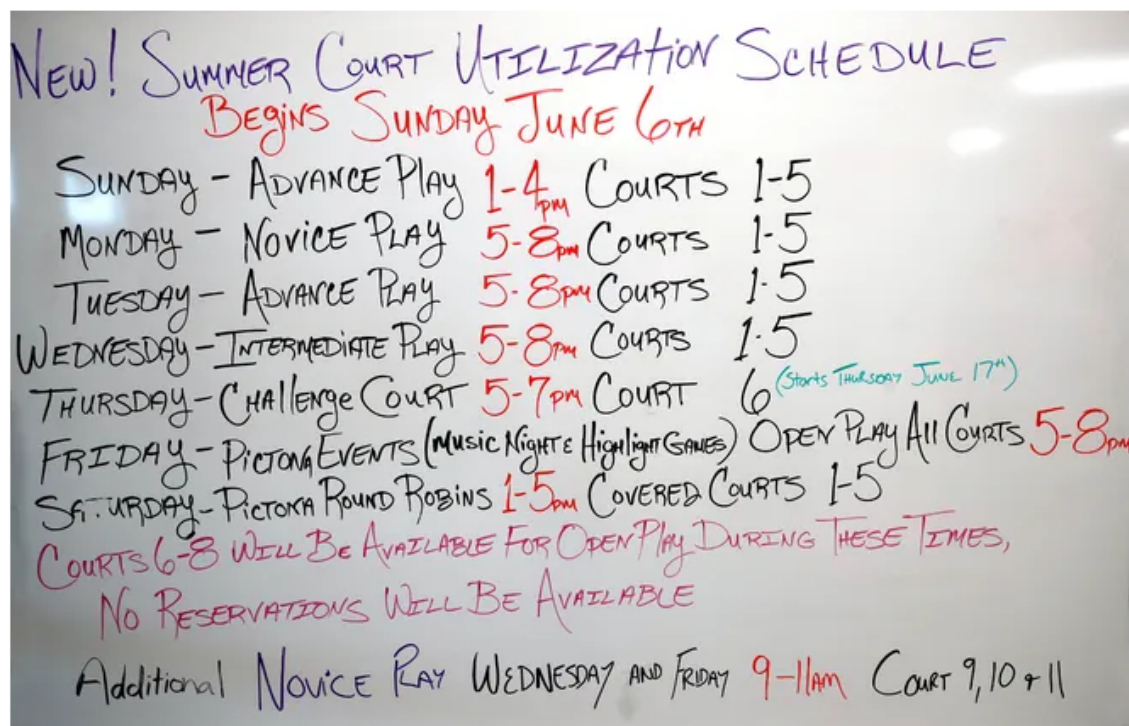 New! Summer Court Utilization Schedule
Begins Sunday June 6th
Sunday - Advance Play 1-4pm Courts 1-5
Monday - Novice Play 5-8pm Courts 1-5
Tuesday - Advance Play 5-8pm Courts 1-5
Wednesday - Intermediate Play 5-8pm Courts 1-5
Thursday - Challenge Court 5-7pm Court 6 (Starts Thursday June 17th)
Friday - Pictona Events (Music Night & Highlight Games) Open Play All Courts 5-8pm
Saturday - Pictona Round Robins 1-5pm Covered Courts 1-5
Courts 6-8 Will Be Available For Open Play During These Times,
No Reservations Will Be Available
Additional Novice Play Wednesday and Friday 9-11am Court 9, 10 & 11